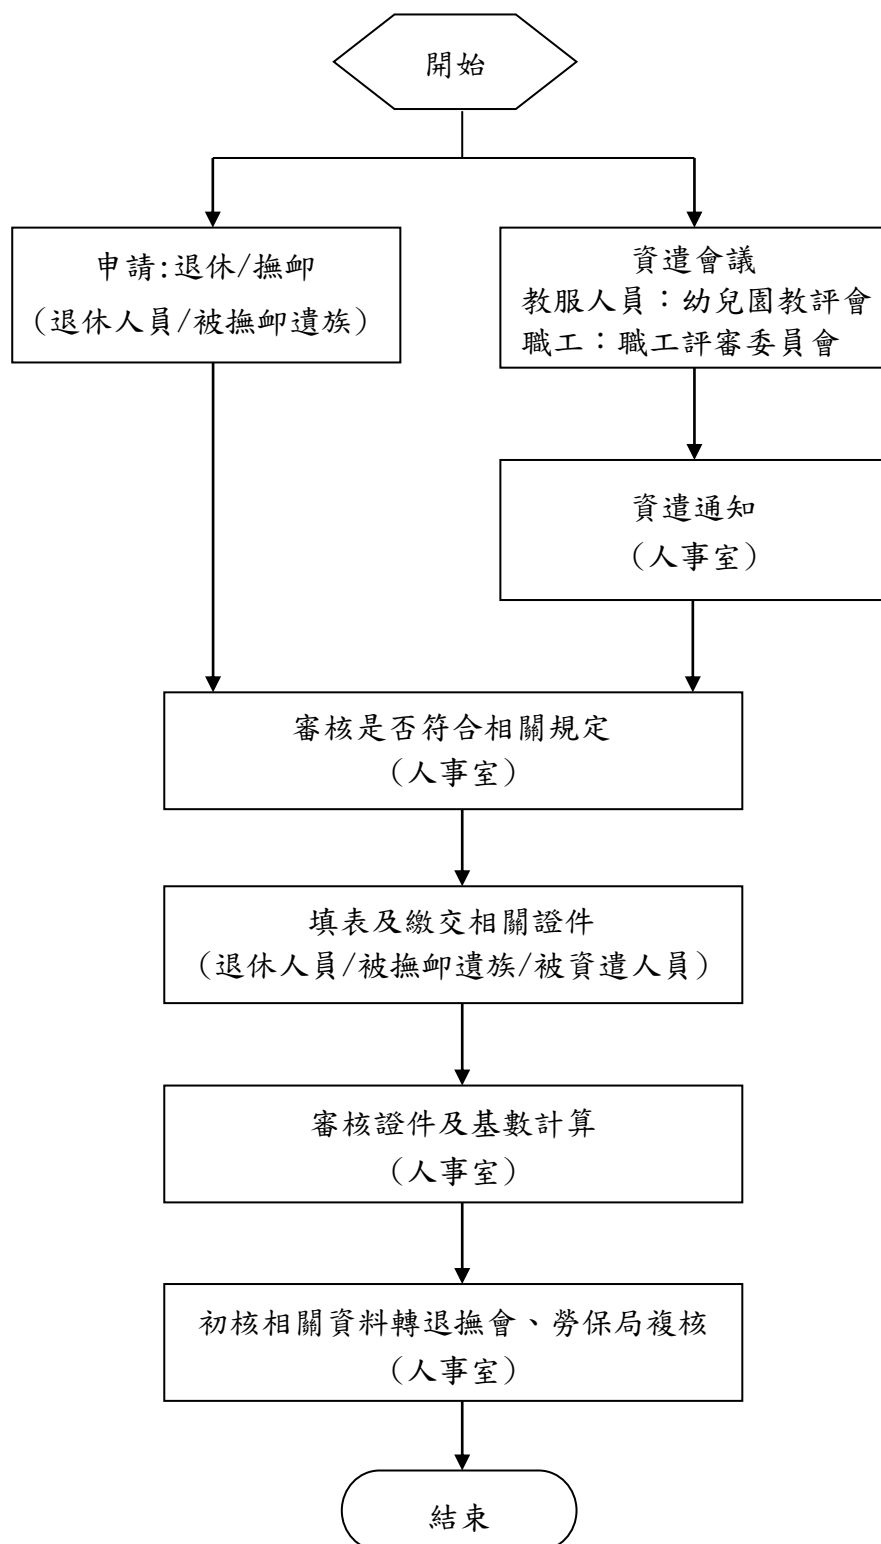 開始
申請:退休/撫卹
(退休人員/被撫卹遺族)
資遣會議
教服人員：幼兒園教評會
職工：職工評審委員會
資遣通知
(人事室)
審核是否符合相關規定
(人事室)
填表及繳交相關證件
(退休人員/被撫卹遺族/被資遣人員)
審核證件及基數計算
(人事室)
初核相關資料轉退撫會、勞保局複核
(人事室)
結束